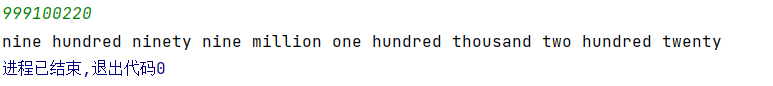 999100220
nine hundred ninety nine million one hundred thousand two hundred twenty
进程已结束,退出代码0